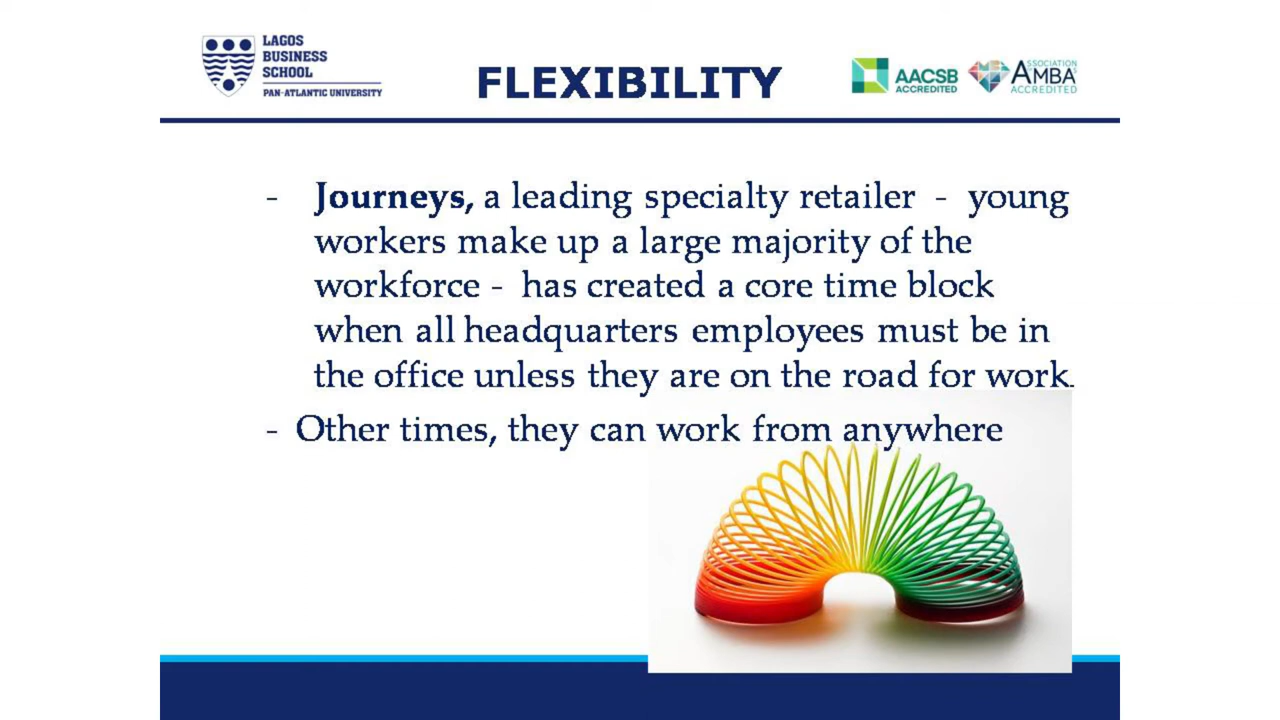 LAGOS
BUSINESS
SCHOOL
PAN-ATLANTIC UNIVERSITY
FLEXIBILITY
AACSB
ACCREDITED
ASSOCIATION
AMBA
ACCREDITED
- Journeys, a leading specialty retailer - young
workers make up a large majority of the
workforce - has created a core time block
when all headquarters employees must be in
the office unless they are on the road for work.
- Other times, they can work from anywhere